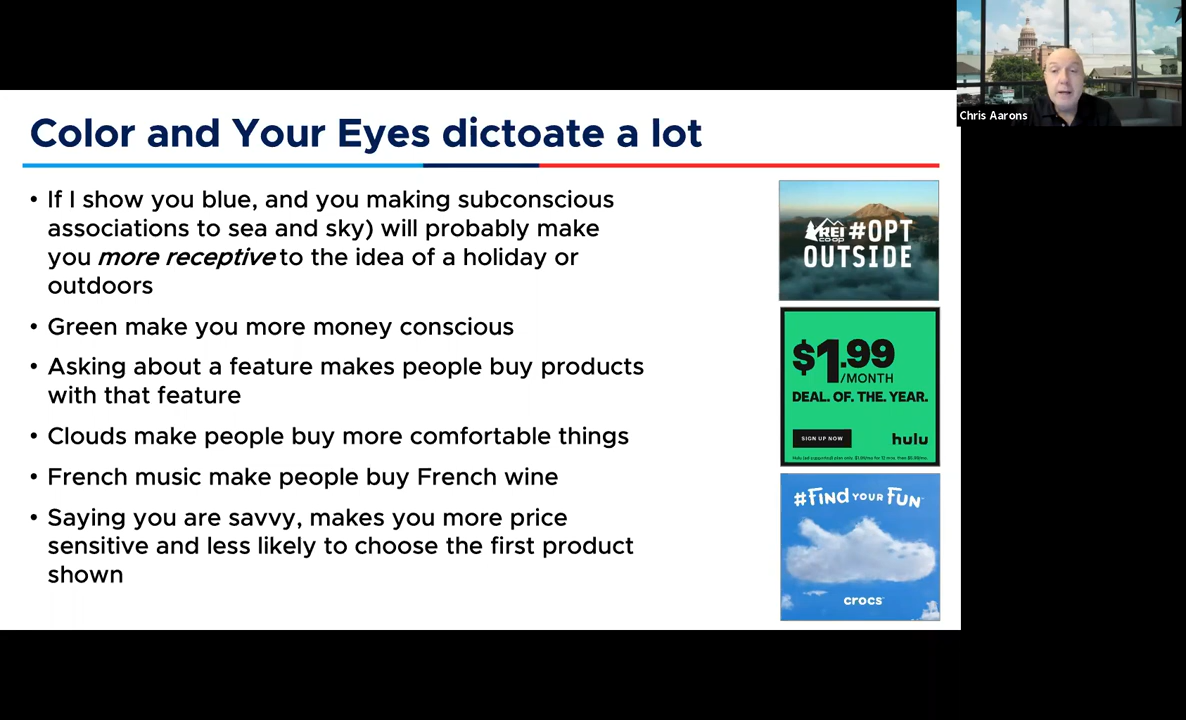 Chris Aarons
Color and Your Eyes dictoate a lot
• If I show you blue, and you making subconscious
associations to sea and sky) will probably make
you more receptive to the idea of a holiday or
outdoors
• Green make you more money conscious
• Asking about a feature makes people buy products
with that feature
• Clouds make people buy more comfortable things
• French music make people buy French wine
• Saying you are savvy, makes you more price
sensitive and less likely to choose the first product
shown
REI #OPT
CO·OP
OUTSIDE
$1.99
/MONTH
DEAL. OF. THE. YEAR.
SIGN UP NOW
hulu
#FIND YOUR FUN
crocs